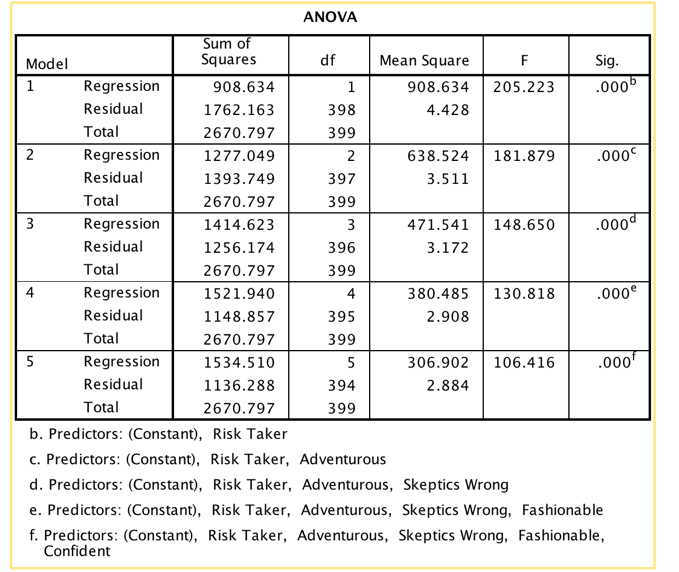 ANOVA
Model Sum of Squares df Mean Square F Sig.
1 Regression 908.634 1 908.634 205.223 .000b
Residual 1762.163 398 4.428
Total 2670.797 399
2 Regression 1277.049 2 638.524 181.879 .000c
Residual 1393.749 397 3.511
Total 2670.797 399
3 Regression 1414.623 3 471.541 148.650 .000d
Residual 1256.174 396 3.172
Total 2670.797 399
4 Regression 1521.940 4 380.485 130.818 .000e
Residual 1148.857 395 2.908
Total 2670.797 399
5 Regression 1534.510 5 306.902 106.416 .000f
Residual 1136.288 394 2.884
Total 2670.797 399
b. Predictors: (Constant), Risk Taker
c. Predictors: (Constant), Risk Taker, Adventurous
d. Predictors: (Constant), Risk Taker, Adventurous, Skeptics Wrong
e. Predictors: (Constant), Risk Taker, Adventurous, Skeptics Wrong, Fashionable
f. Predictors: (Constant), Risk Taker, Adventurous, Skeptics Wrong, Fashionable,
Confident